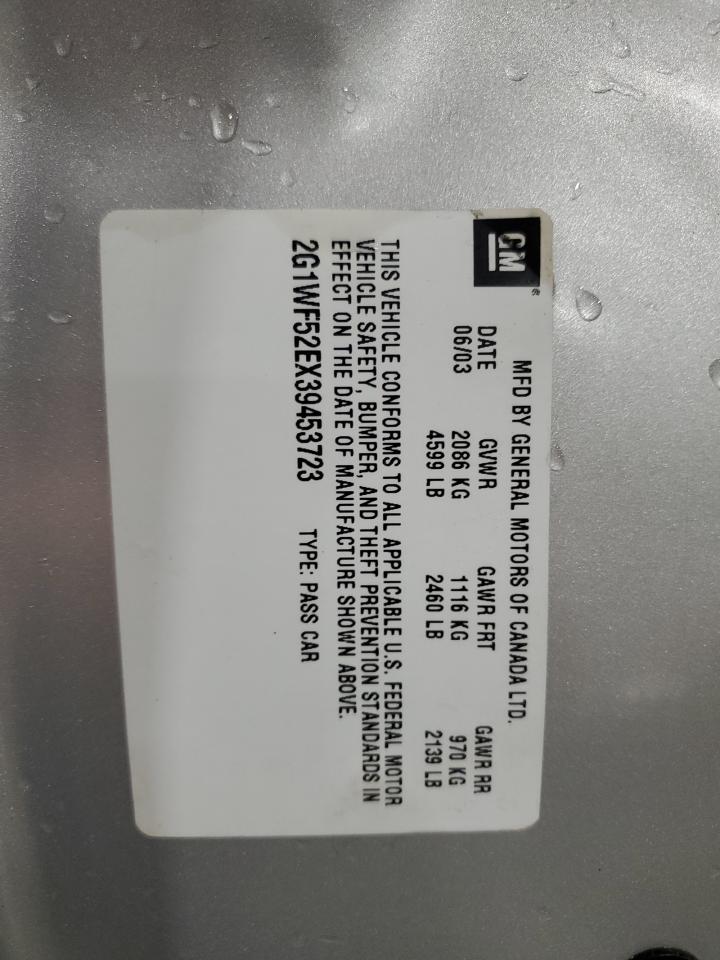 GM
MFD BY GENERAL MOTORS OF CANADA LTD.
DATE GVWR GAWR FRT GAWR RR
06/03 2086 KG 1116 KG 970 KG
4599 LB 2460 LB 2139 LB
THIS VEHICLE CONFORMS TO ALL APPLICABLE U.S. FEDERAL MOTOR
VEHICLE SAFETY, BUMPER, AND THEFT PREVENTION STANDARDS IN
EFFECT ON THE DATE OF MANUFACTURE SHOWN ABOVE.
2G1WF52EX39453723 TYPE: PASS CAR